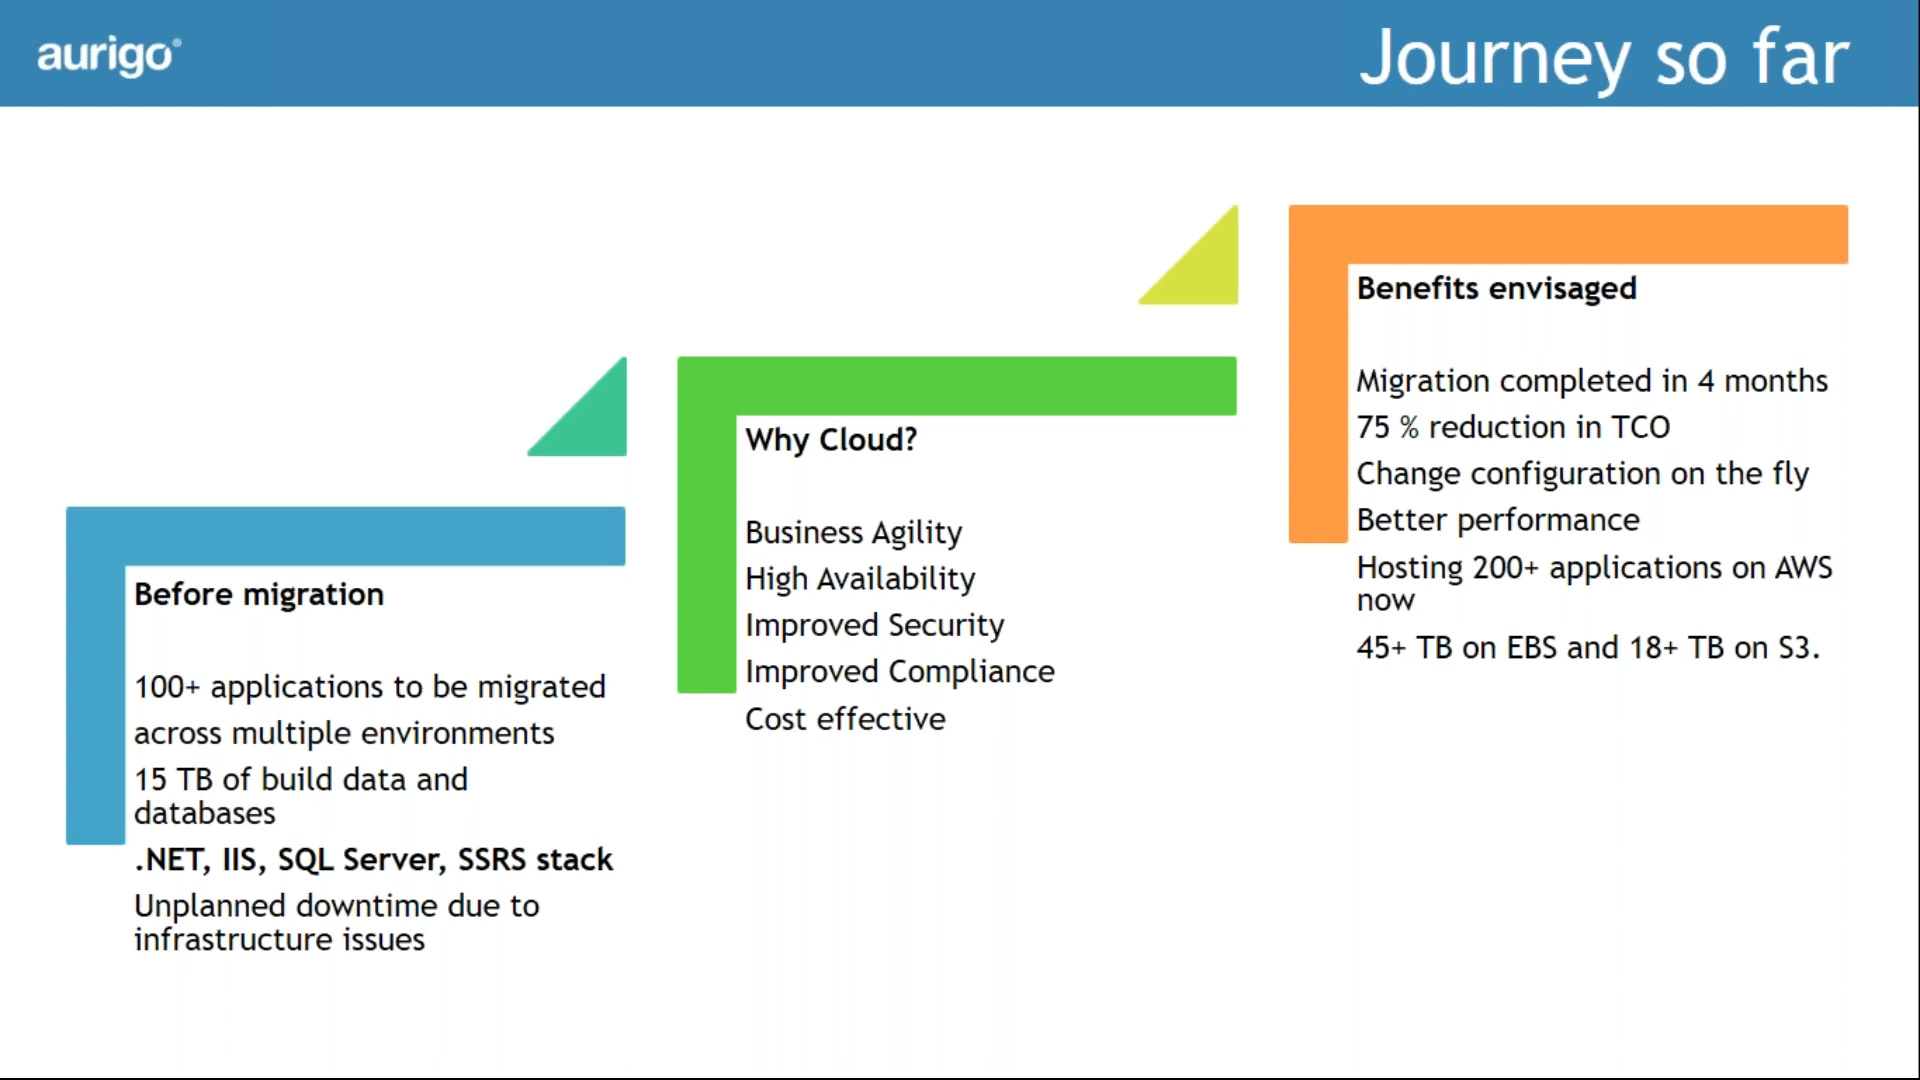 aurigo®
Journey so far
Before migration
100+ applications to be migrated
across multiple environments
15 TB of build data and
databases
.NET, IIS, SQL Server, SSRS stack
Unplanned downtime due to
infrastructure issues
Why Cloud?
Business Agility
High Availability
Improved Security
Improved Compliance
Cost effective
Benefits envisaged
Migration completed in 4 months
75 % reduction in TCO
Change configuration on the fly
Better performance
Hosting 200+ applications on AWS
now
45+ TB on EBS and 18+ TB on S3.